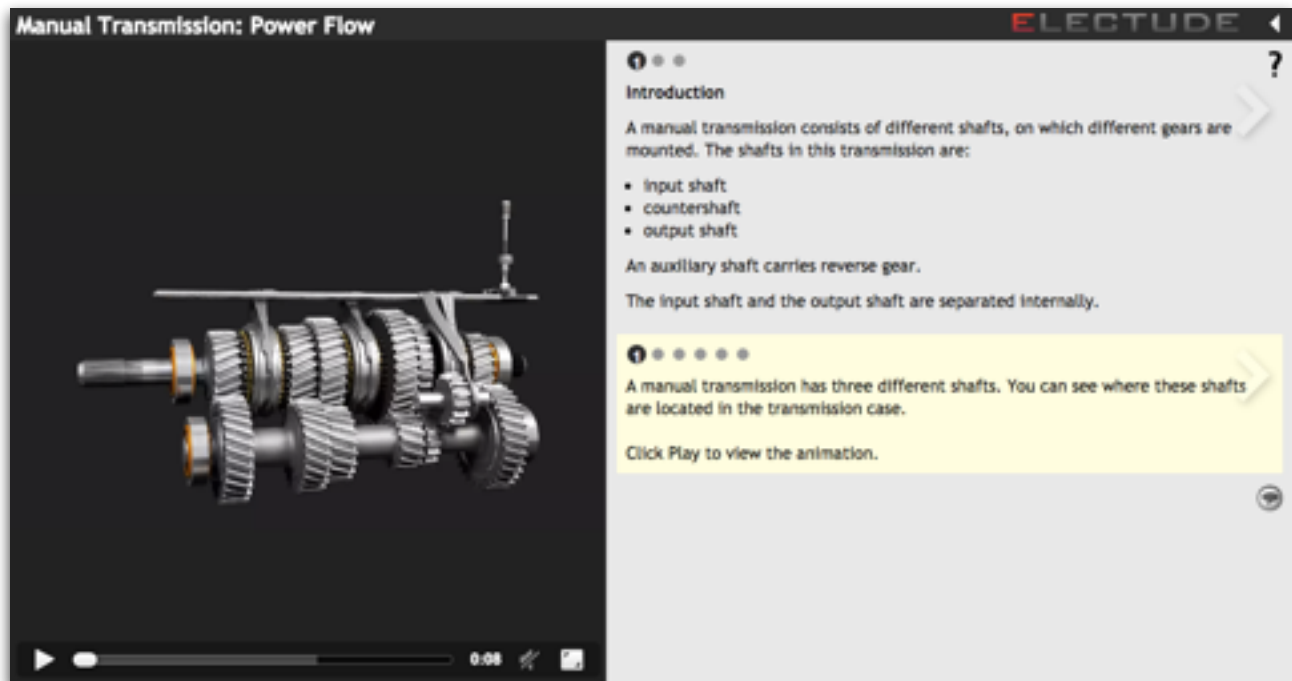 Manual Transmission: Power Flow
ELECTUDE
?
1
Introduction
A manual transmission consists of different shafts, on which different gears are
mounted. The shafts in this transmission are:
• input shaft
• countershaft
• output shaft
An auxiliary shaft carries reverse gear.
The input shaft and the output shaft are separated internally.
1
A manual transmission has three different shafts. You can see where these shafts
are located in the transmission case.
Click Play to view the animation.
0:08